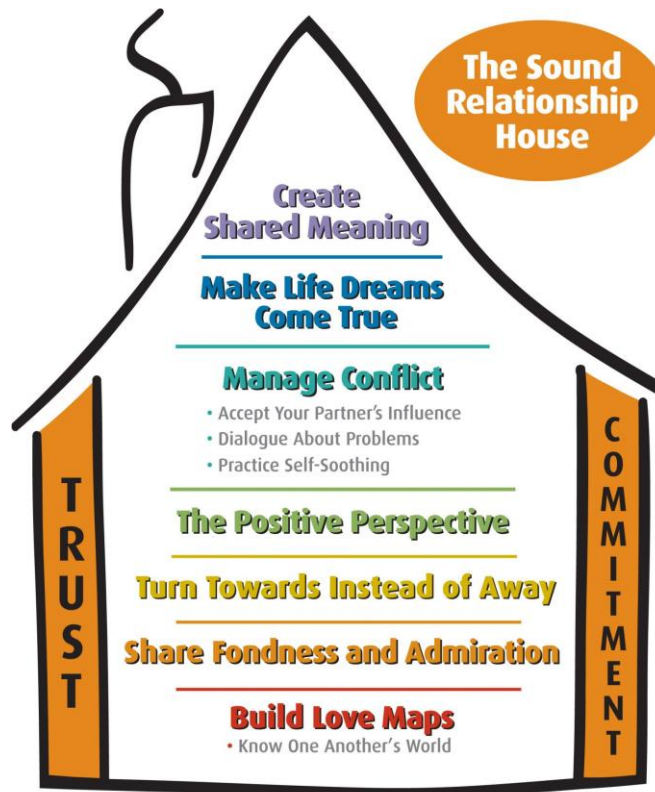 The Sound
Relationship
House
Create
Shared Meaning
Make Life Dreams
Come True
Manage Conflict
• Accept Your Partner's Influence
• Dialogue About Problems
• Practice Self-Soothing
The Positive Perspective
Turn Towards Instead of Away
Share Fondness and Admiration
Build Love Maps
• Know One Another's World
TRUST
COMMITMENT